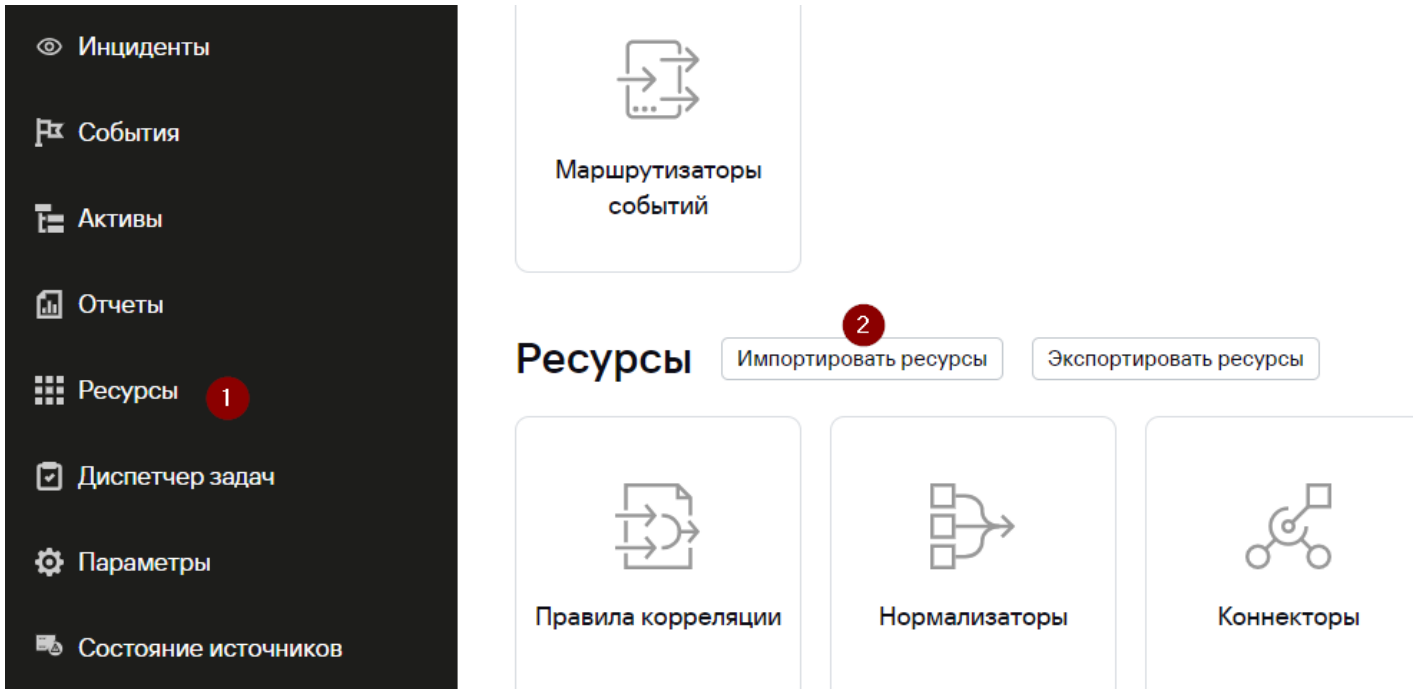 Инциденты
События
Активы
Отчеты
Ресурсы
1
Диспетчер задач
Параметры
Состояние источников
Маршрутизаторы
событий
2
Ресурсы
Импортировать ресурсы
Экспортировать ресурсы
Правила корреляции
Нормализаторы
Коннекторы